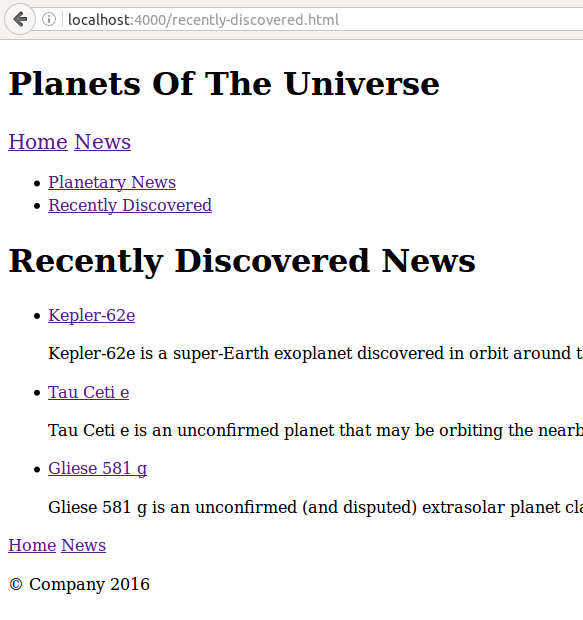 localhost:4000/recently-discovered.html
Planets Of The Universe
Home News
Planetary News
Recently Discovered
Recently Discovered News
Kepler-62e
Kepler-62e is a super-Earth exoplanet discovered in orbit around
Tau Ceti e
Tau Ceti e is an unconfirmed planet that may be orbiting the
Gliese 581 g
Gliese 581 g is an unconfirmed (and disputed) extrasolar planet
Home News
© Company 2016